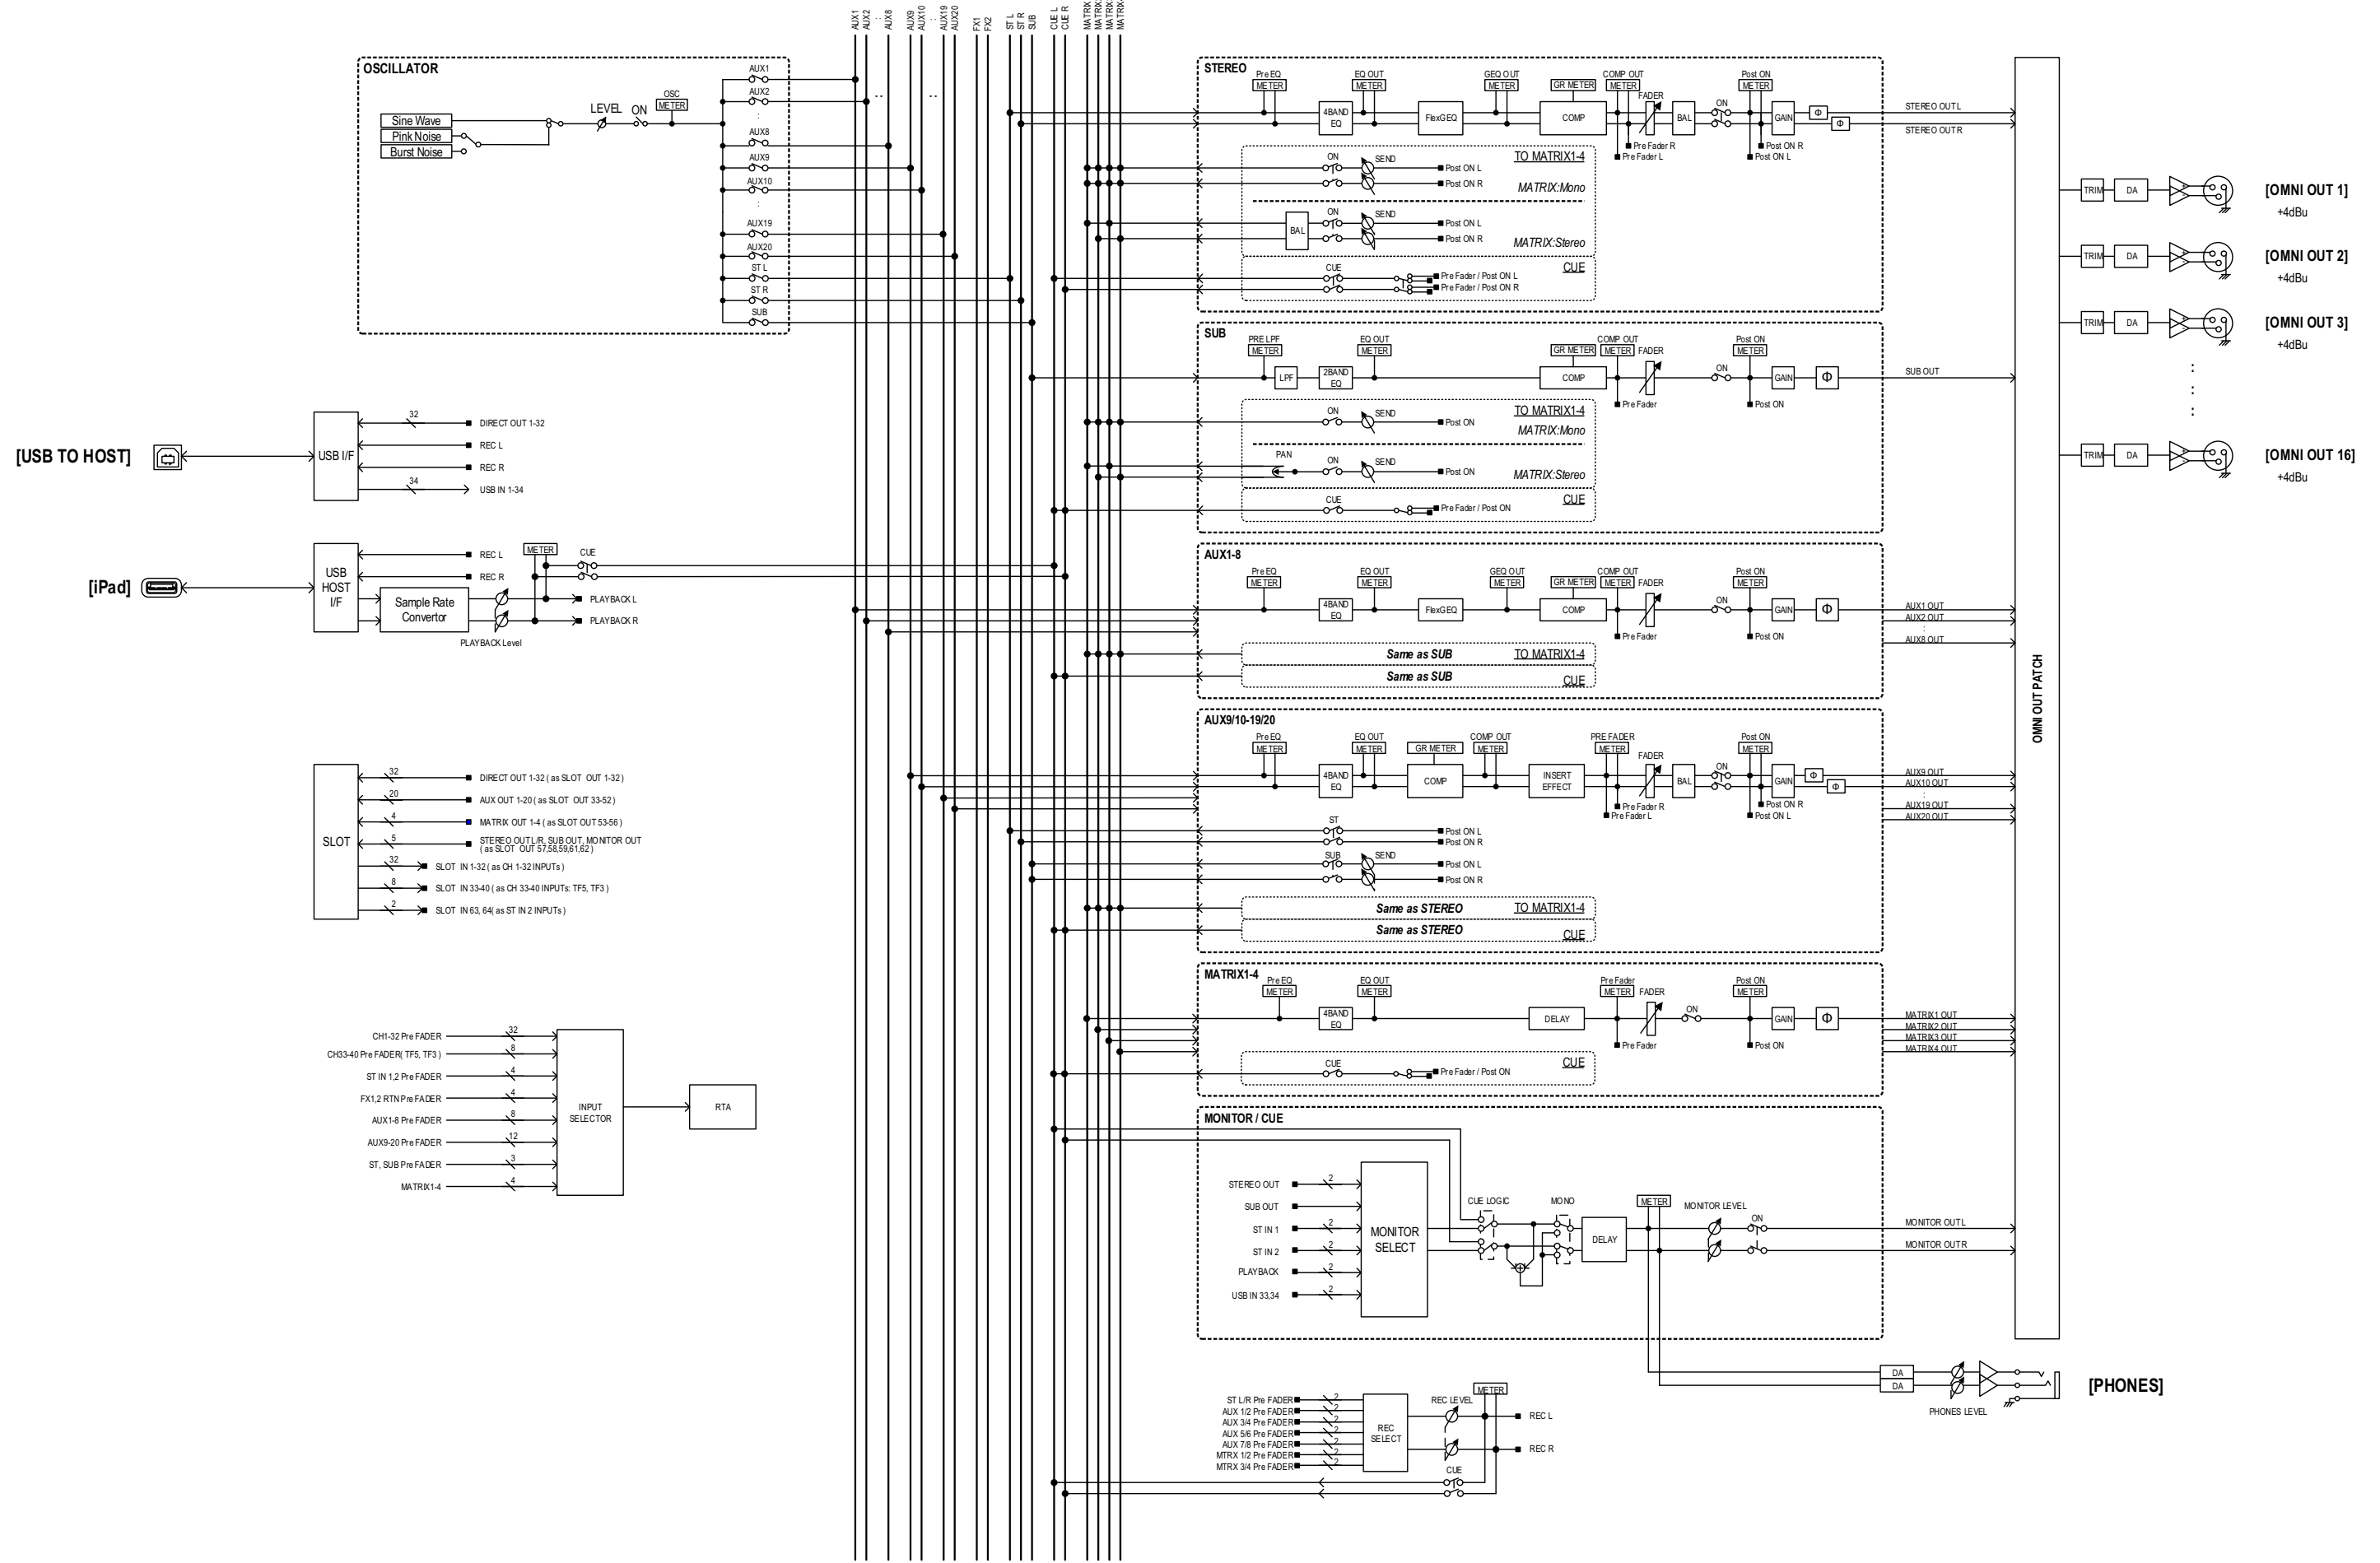 AUX1
AUX2
:
AUX8
AUX9
AUX10
:
AUX19
AUX20
FX1
FX2
ST L
ST R
SUB
CUE L
CUE R
MATRIX
MATRIX
MATRIX
MATRIX
OSCILLATOR
Sine Wave
Pink Noise
Burst Noise
LEVEL
ON
OSC
METER
AUX1
AUX2
:
AUX8
AUX9
AUX10
:
AUX19
AUX20
ST L
ST R
SUB
[USB TO HOST]
USB I/F
32
DIRECT OUT 1-32
REC L
REC R
34
USB IN 1-34
[iPad]
USB
HOST
I/F
REC L
REC R
Sample Rate
Convertor
METER
CUE
PLAYBACK L
PLAYBACK R
PLAYBACK Level
SLOT
32
DIRECT OUT 1-32 ( as SLOT OUT 1-32 )
20
AUX OUT 1-20 ( as SLOT OUT 33-52 )
4
MATRIX OUT 1-4 ( as SLOT OUT 53-56 )
5
STEREO OUT L/R, SUB OUT, MONITOR OUT
( as SLOT OUT 57,58,59,61,62 )
32
SLOT IN 1-32 ( as CH 1-32 INPUTs )
8
SLOT IN 33-40 ( as CH 33-40 INPUTs: TF5, TF3 )
2
SLOT IN 63, 64( as ST IN 2 INPUTs )
CH1-32 Pre FADER
32
CH33-40 Pre FADER( TF5, TF3 )
8
ST IN 1,2 Pre FADER
4
FX1,2 RTN Pre FADER
4
AUX1-8 Pre FADER
8
AUX9-20 Pre FADER
12
ST, SUB Pre FADER
3
MATRIX1-4
4
INPUT
SELECTOR
RTA
STEREO
Pre EQ
METER
4BAND
EQ
EQ OUT
METER
FlexGEQ
GEQ OUT
METER
GR METER
COMP
COMP OUT
METER
FADER
BAL
ON
Post ON
METER
GAIN
Φ
Φ
Pre Fader R
Pre Fader L
Post ON R
Post ON L
STEREO OUT L
STEREO OUT R
ON
SEND
Post ON L
Post ON R
TO MATRIX1-4
MATRIX:Mono
BAL
ON
SEND
Post ON L
Post ON R
MATRIX:Stereo
CUE
Pre Fader / Post ON L
Pre Fader / Post ON R
CUE
SUB
PRE LPF
METER
LPF
2BAND
EQ
EQ OUT
METER
GR METER
COMP
COMP OUT
METER
FADER
ON
Post ON
METER
GAIN
Φ
Pre Fader
Post ON
SUB OUT
ON
SEND
Post ON
TO MATRIX1-4
MATRIX:Mono
PAN
ON
SEND
Post ON
MATRIX:Stereo
CUE
Pre Fader / Post ON
CUE
AUX1-8
Pre EQ
METER
4BAND
EQ
EQ OUT
METER
FlexGEQ
GEQ OUT
METER
GR METER
COMP
COMP OUT
METER
FADER
ON
Post ON
METER
GAIN
Φ
Pre Fader
Post ON
AUX1 OUT
AUX2 OUT
:
AUX8 OUT
Same as SUB
TO MATRIX1-4
Same as SUB
CUE
AUX9/10-19/20
Pre EQ
METER
4BAND
EQ
EQ OUT
METER
GR METER
COMP
COMP OUT
METER
INSERT
EFFECT
PRE FADER
METER
FADER
BAL
ON
Post ON
METER
GAIN
Φ
Φ
Pre Fader R
Pre Fader L
Post ON R
Post ON L
AUX9 OUT
AUX10 OUT
:
AUX19 OUT
AUX20 OUT
ST
Post ON L
Post ON R
SUB
SEND
Post ON L
Post ON R
Same as STEREO
TO MATRIX1-4
Same as STEREO
CUE
MATRIX1-4
Pre EQ
METER
4BAND
EQ
EQ OUT
METER
DELAY
Pre Fader
METER
FADER
ON
Post ON
METER
GAIN
Φ
Pre Fader
Post ON
MATRIX1 OUT
MATRIX2 OUT
MATRIX3 OUT
MATRIX4 OUT
CUE
Pre Fader / Post ON
CUE
MONITOR / CUE
STEREO OUT
2
SUB OUT
ST IN 1
2
ST IN 2
2
PLAYBACK
2
USB IN 33,34
2
MONITOR
SELECT
CUE LOGIC
MONO
DELAY
METER
MONITOR LEVEL
ON
MONITOR OUT L
MONITOR OUT R
ST L/R Pre FADER
2
AUX 1/2 Pre FADER
2
AUX 3/4 Pre FADER
2
AUX 5/6 Pre FADER
2
AUX 7/8 Pre FADER
2
MTRX 1/2 Pre FADER
2
MTRX 3/4 Pre FADER
2
REC
SELECT
REC LEVEL
METER
REC L
REC R
CUE
OMNI OUT PATCH
TRIM
DA
[OMNI OUT 1]
+4dBu
TRIM
DA
[OMNI OUT 2]
+4dBu
TRIM
DA
[OMNI OUT 3]
+4dBu
:
:
:
TRIM
DA
[OMNI OUT 16]
+4dBu
DA
DA
PHONES LEVEL
[PHONES]